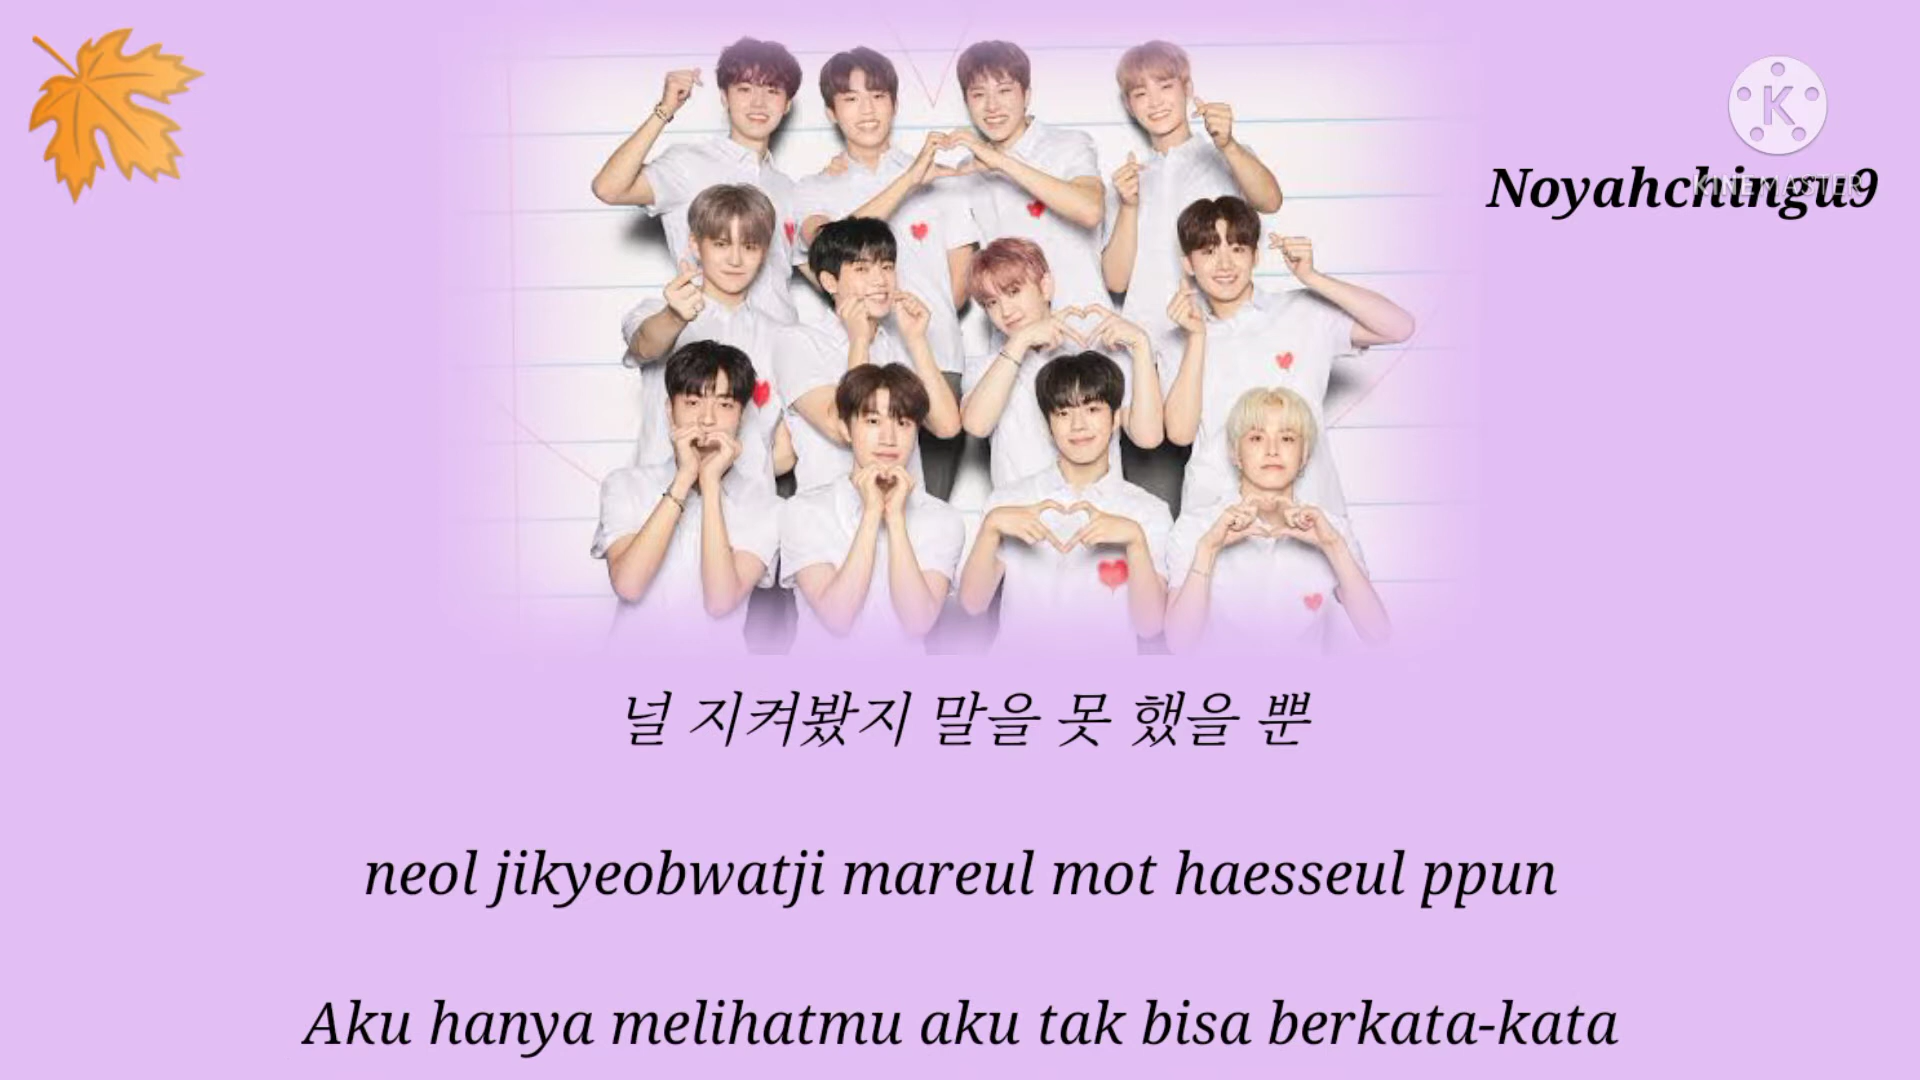 K
KINEMASTER
Noyahchingu9
널 지켜봤지 말을 못 했을 뿐
neol jikyeobwatji mareul mot haesseul ppun
Aku hanya melihatmu aku tak bisa berkata-kata